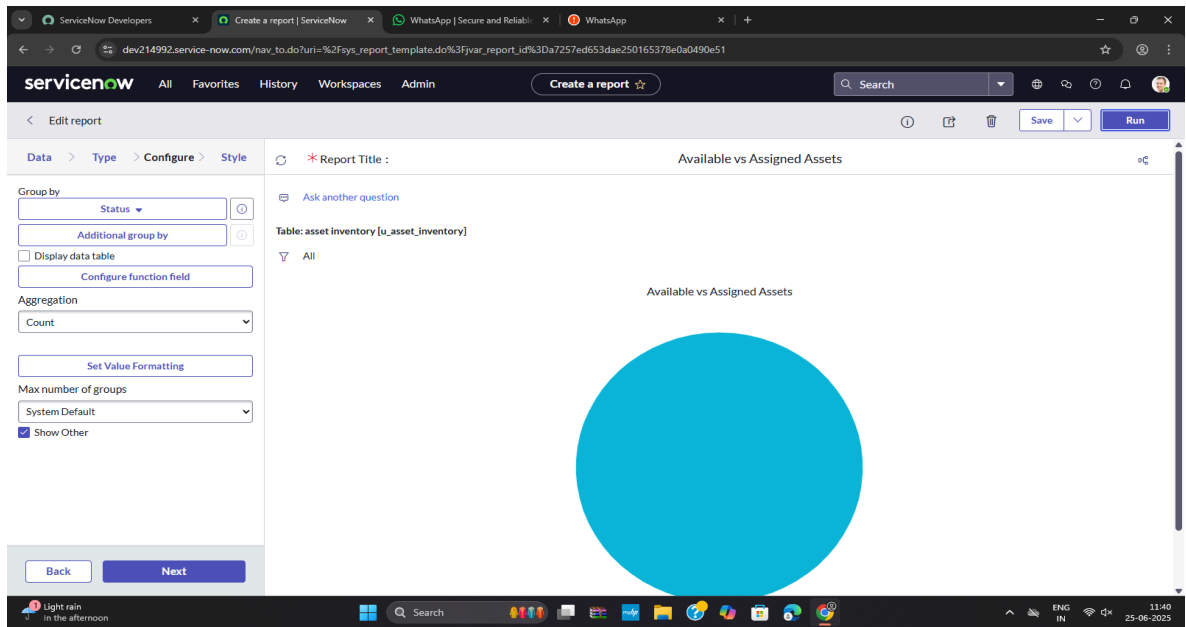 ServiceNow Developers
Create a report | ServiceNow
WhatsApp | Secure and Reliable
WhatsApp
dev214992.service-now.com/nav_to.do?uri=%2Fsys_report_template.do%3Fjvar_report_id%3Da7257ed653dae250165378e0a0490e51
servicenow All Favorites History Workspaces Admin Create a report Search
Edit report Save Run
Data > Type > Configure > Style
* Report Title : Available vs Assigned Assets
Group by
Status
Additional group by
Display data table
Configure function field
Aggregation
Count
Set Value Formatting
Max number of groups
System Default
Show Other
Back Next
Ask another question
Table: asset inventory [u_asset_inventory]
All
Available vs Assigned Assets
1
Light rain
In the afternoon
Search
ENG
IN
11:40
25-06-2025